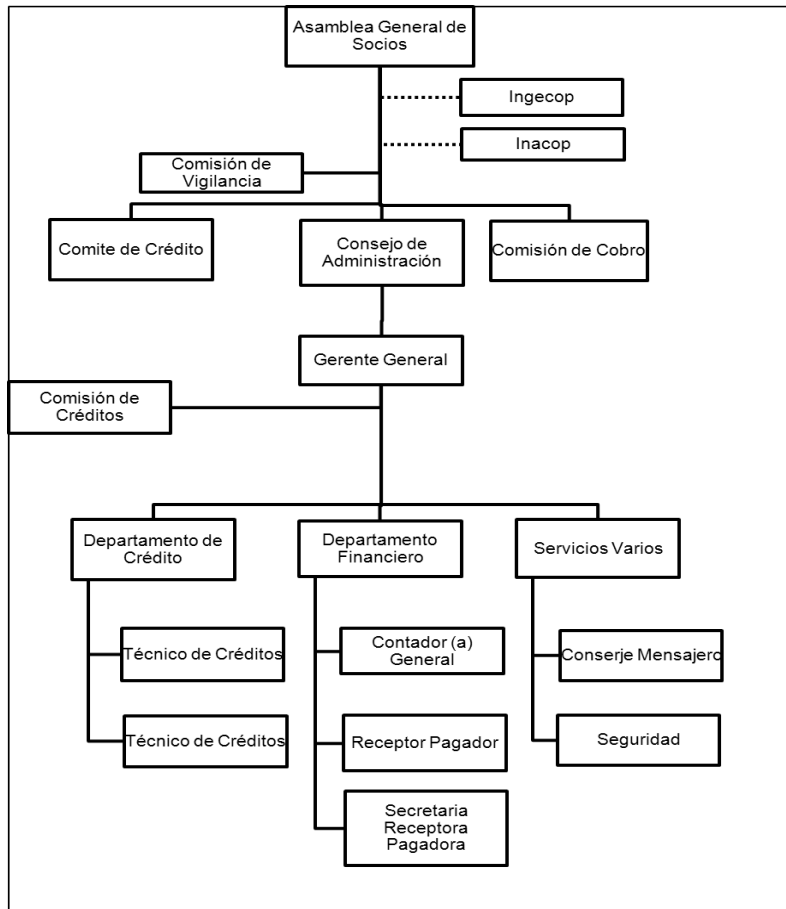 Asamblea General de
Socios
Ingecop
Inacop
Comisión de
Vigilancia
Comite de Crédito
Consejo de
Administración
Comisión de Cobro
Gerente General
Comisión de
Créditos
Departamento de
Crédito
Departamento
Financiero
Servicios Varios
Técnico de Créditos
Contador (a)
General
Conserje Mensajero
Técnico de Créditos
Receptor Pagador
Seguridad
Secretaria
Receptora
Pagadora